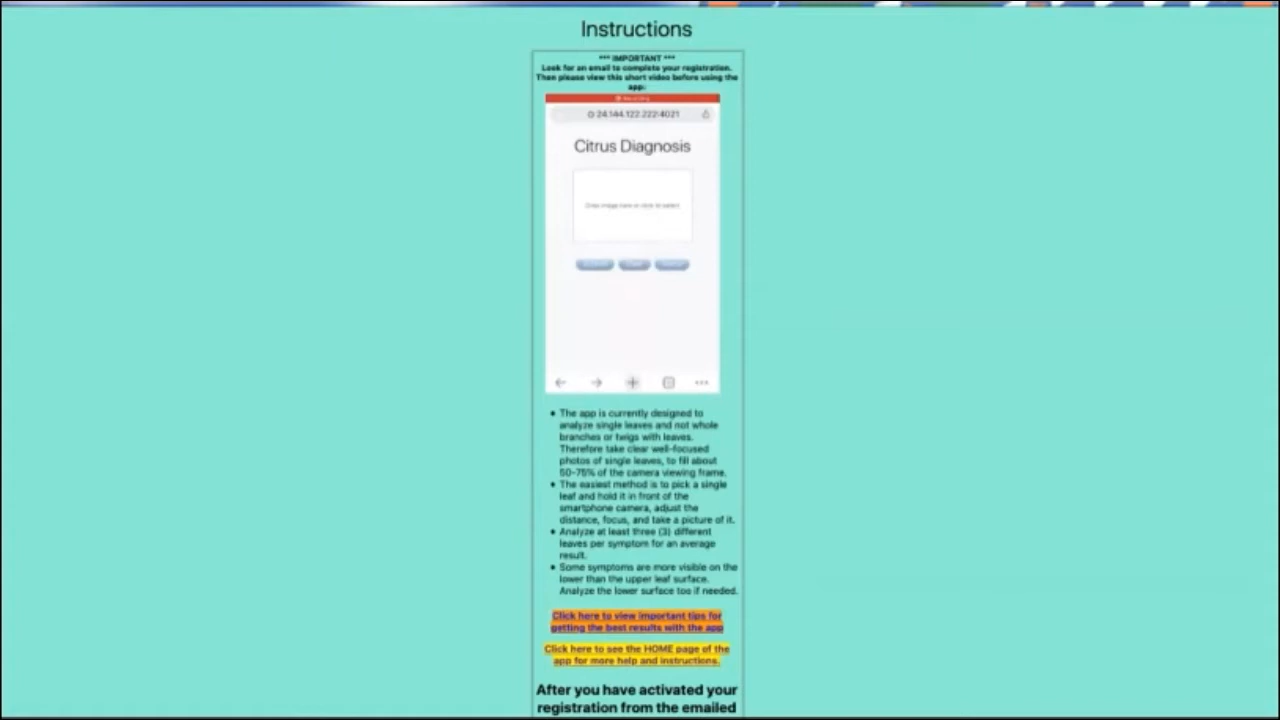 Instructions
*** IMPORTANT ***
Look for an email to complete your registration.
Then please view this short video before using the
app:
24.144.122.222:4021
Citrus Diagnosis
Drop image here or click to select
• The app is currently designed to
analyze single leaves and not whole
branches or twigs with leaves.
Therefore take clear well-focused
photos of single leaves, to fill about
50-75% of the camera viewing frame.
• The easiest method is to pick a single
leaf and hold it in front of the
smartphone camera, adjust the
distance, focus, and take a picture of it.
• Analyze at least three (3) different
leaves per symptom for an average
result.
• Some symptoms are more visible on the
lower than the upper leaf surface.
Analyze the lower surface too if needed.
Click here to view important tips for
getting the best results with the app
Click here to see the HOME page of the
app for more help and instructions.
After you have activated your
registration from the emailed